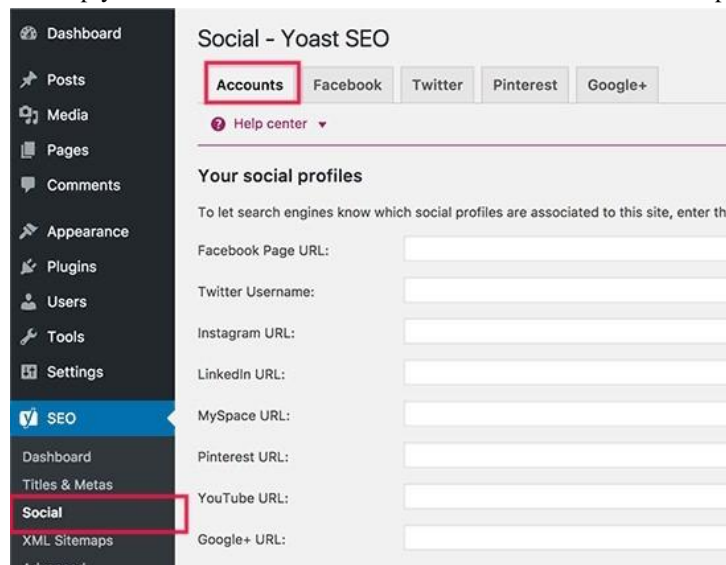 Dashboard
Posts
Media
Pages
Comments
Appearance
Plugins
Users
Tools
Settings
SEO
Dashboard
Titles & Metas
Social
XML Sitemaps
Social - Yoast SEO
Accounts Facebook Twitter Pinterest Google+
Help center
Your social profiles
To let search engines know which social profiles are associated to this site, enter th
Facebook Page URL:
Twitter Username:
Instagram URL:
LinkedIn URL:
MySpace URL:
Pinterest URL:
YouTube URL:
Google+ URL: